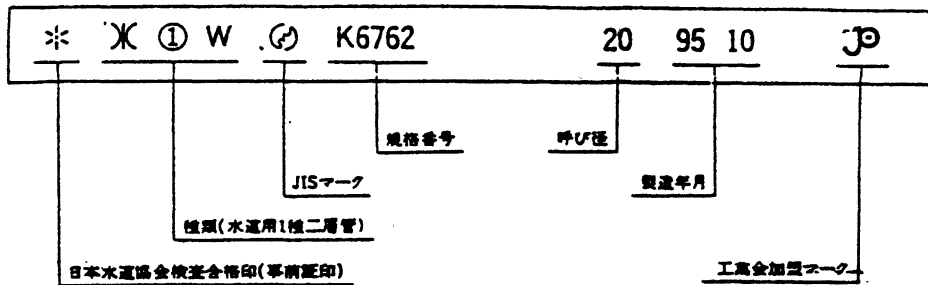 ① W K6762 20 95 10
規格番号 呼び径
JISマーク 製造年月
種類(水道用1種二層管)
日本水道協会検査合格印(事前証印) 工業会加盟マーク